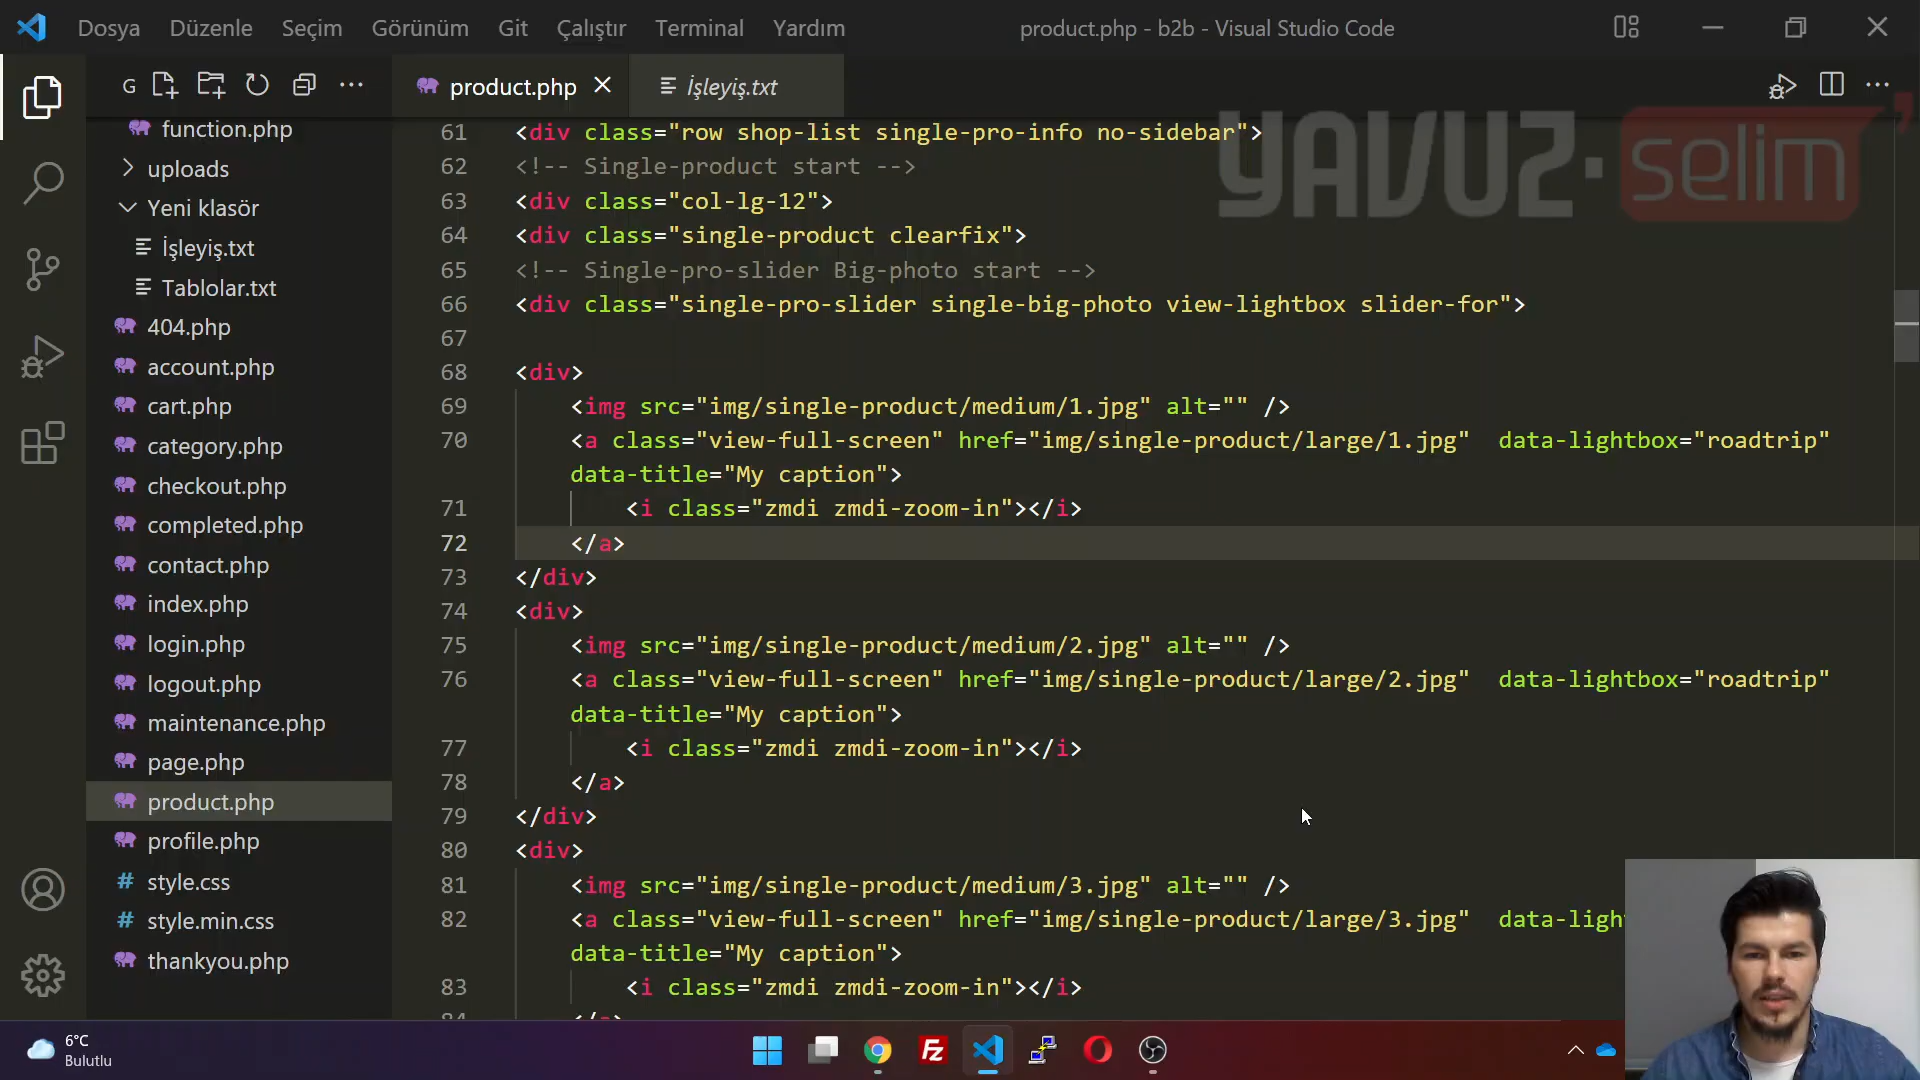 Dosya Düzenle Seçim Görünüm Git Çalıştır Terminal Yardım product.php - b2b - Visual Studio Code
G product.php İşleyiş.txt
YAVUZ·selim'
function.php
uploads
Yeni klasör
İşleyiş.txt
Tablolar.txt
404.php
account.php
cart.php
category.php
checkout.php
completed.php
contact.php
index.php
login.php
logout.php
maintenance.php
page.php
product.php
profile.php
style.css
style.min.css
thankyou.php
61 <div class="row shop-list single-pro-info no-sidebar">
62 <!-- Single-product start -->
63 <div class="col-lg-12">
64 <div class="single-product clearfix">
65 <!-- Single-pro-slider Big-photo start -->
66 <div class="single-pro-slider single-big-photo view-lightbox slider-for">
67
68 <div>
69 <img src="img/single-product/medium/1.jpg" alt="" />
70 <a class="view-full-screen" href="img/single-product/large/1.jpg"  data-lightbox="roadtrip"
data-title="My caption">
71 <i class="zmdi zmdi-zoom-in"></i>
72 </a>
73 </div>
74 <div>
75 <img src="img/single-product/medium/2.jpg" alt="" />
76 <a class="view-full-screen" href="img/single-product/large/2.jpg"  data-lightbox="roadtrip"
data-title="My caption">
77 <i class="zmdi zmdi-zoom-in"></i>
78 </a>
79 </div>
80 <div>
81 <img src="img/single-product/medium/3.jpg" alt="" />
82 <a class="view-full-screen" href="img/single-product/large/3.jpg"  data-ligh
data-title="My caption">
83 <i class="zmdi zmdi-zoom-in"></i>
6°C
Bulutlu